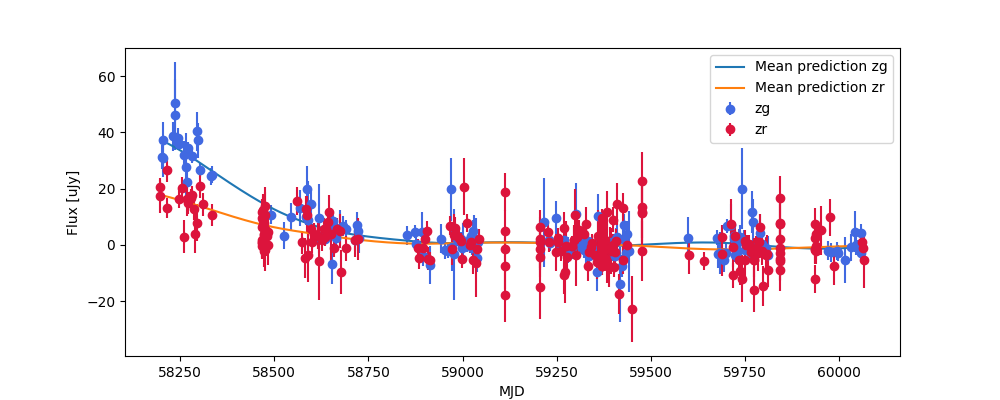 60
40
20
0
−20
Flux [uJy]
58250 58500 58750 59000 59250 59500 59750 60000
MJD
Mean prediction zg
Mean prediction zr
zg
zr